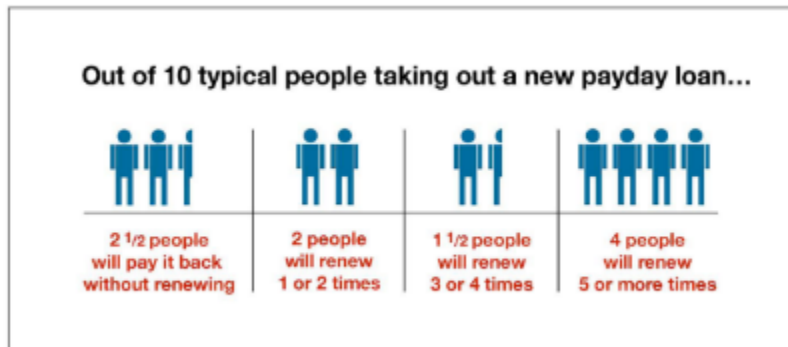 Out of 10 typical people taking out a new payday loan...
2 1/2 people
will pay it back
without renewing
2 people
will renew
1 or 2 times
1 1/2 people
will renew
3 or 4 times
4 people
will renew
5 or more times